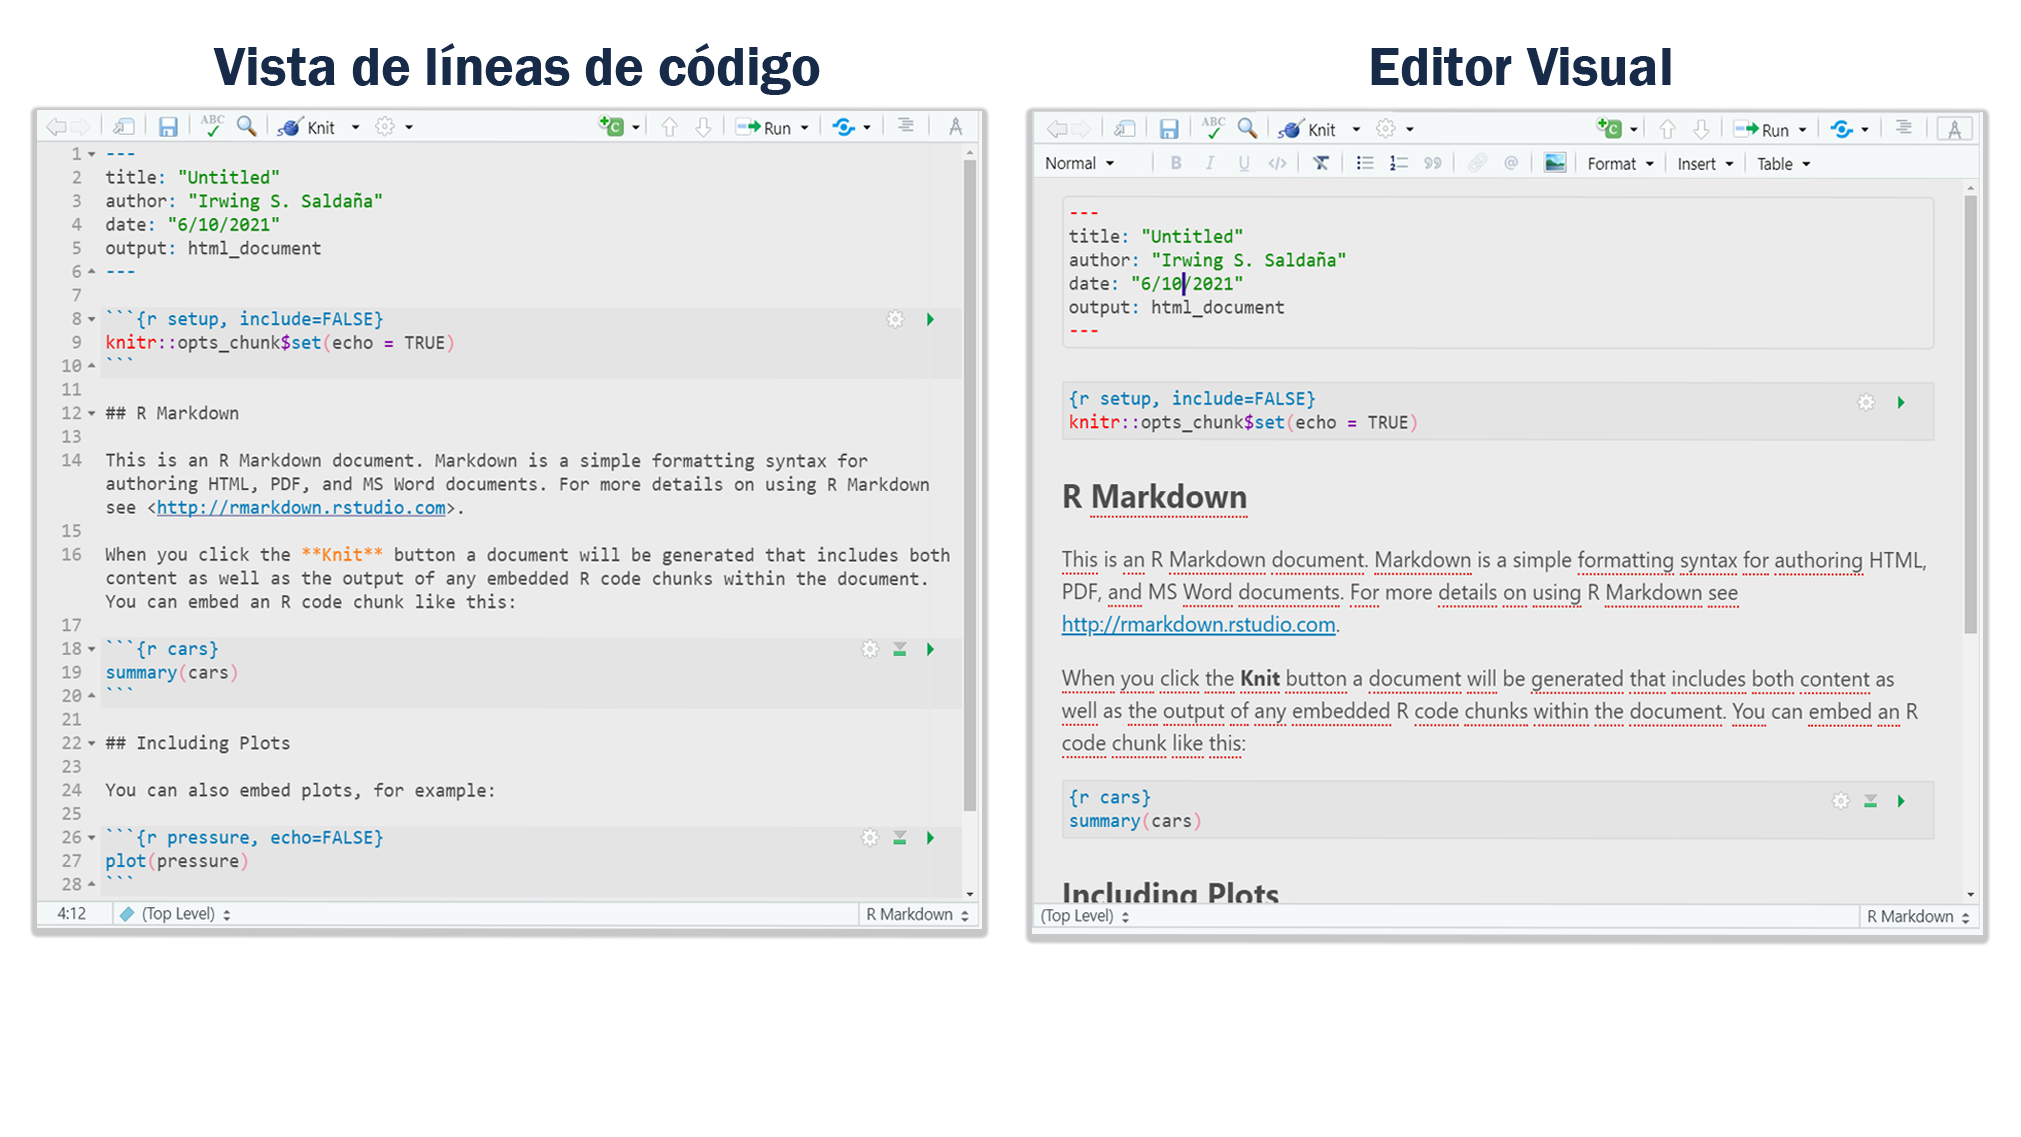 Vista de líneas de código
Knit
Run
1 ---
2 title: "Untitled"
3 author: "Irwing S. Saldaña"
4 date: "6/10/2021"
5 output: html_document
6 ---
7
8 ```{r setup, include=FALSE}
9 knitr::opts_chunk$set(echo = TRUE)
10 ```
11
12 ## R Markdown
13
14 This is an R Markdown document. Markdown is a simple formatting syntax for
authoring HTML, PDF, and MS Word documents. For more details on using R Markdown
see <http://rmarkdown.rstudio.com>.
15
16 When you click the **Knit** button a document will be generated that includes both
content as well as the output of any embedded R code chunks within the document.
You can embed an R code chunk like this:
17
18 ```{r cars}
19 summary(cars)
20 ```
21
22 ## Including Plots
23
24 You can also embed plots, for example:
25
26 ```{r pressure, echo=FALSE}
27 plot(pressure)
28 ```
4:12 (Top Level) R Markdown
Editor Visual
ABC Knit Run
Normal B I U </> Format Insert Table
---
title: "Untitled"
author: "Irwing S. Saldaña"
date: "6/10/2021"
output: html_document
---
{r setup, include=FALSE}
knitr::opts_chunk$set(echo = TRUE)
R Markdown
This is an R Markdown document. Markdown is a simple formatting syntax for authoring HTML,
PDF, and MS Word documents. For more details on using R Markdown see
http://rmarkdown.rstudio.com.
When you click the Knit button a document will be generated that includes both content as
well as the output of any embedded R code chunks within the document. You can embed an R
code chunk like this:
{r cars}
summary(cars)
Including Plots
(Top Level) R Markdown